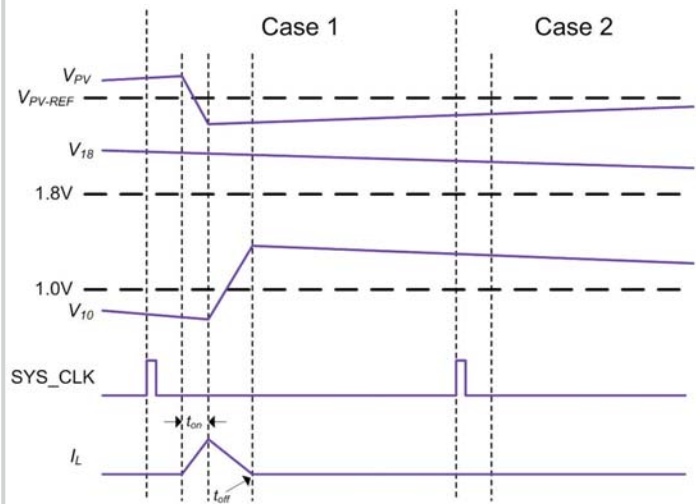 Case 1
Case 2
V_PV
V_PV-REF
V_18
1.8V
1.0V
V_10
SYS_CLK
t_on
I_L
t_off